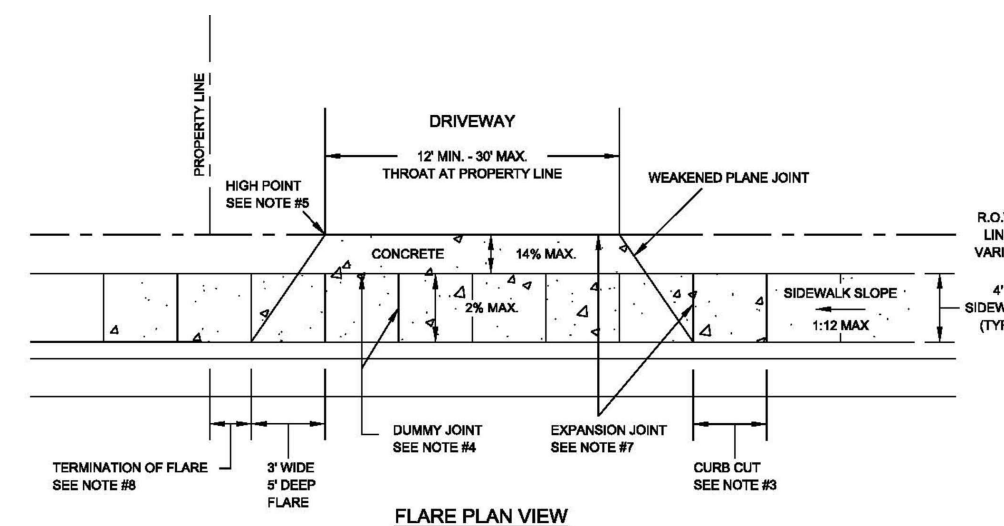 PROPERTY LINE
DRIVEWAY
12' MIN. - 30' MAX.
THROAT AT PROPERTY LINE
HIGH POINT
SEE NOTE #5
WEAKENED PLANE JOINT
CONCRETE
14% MAX.
2% MAX.
SIDEWALK SLOPE
1:12 MAX
4'
DUMMY JOINT
SEE NOTE #4
EXPANSION JOINT
SEE NOTE #7
TERMINATION OF FLARE
SEE NOTE #8
3' WIDE
5' DEEP
FLARE
CURB CUT
SEE NOTE #3
FLARE PLAN VIEW